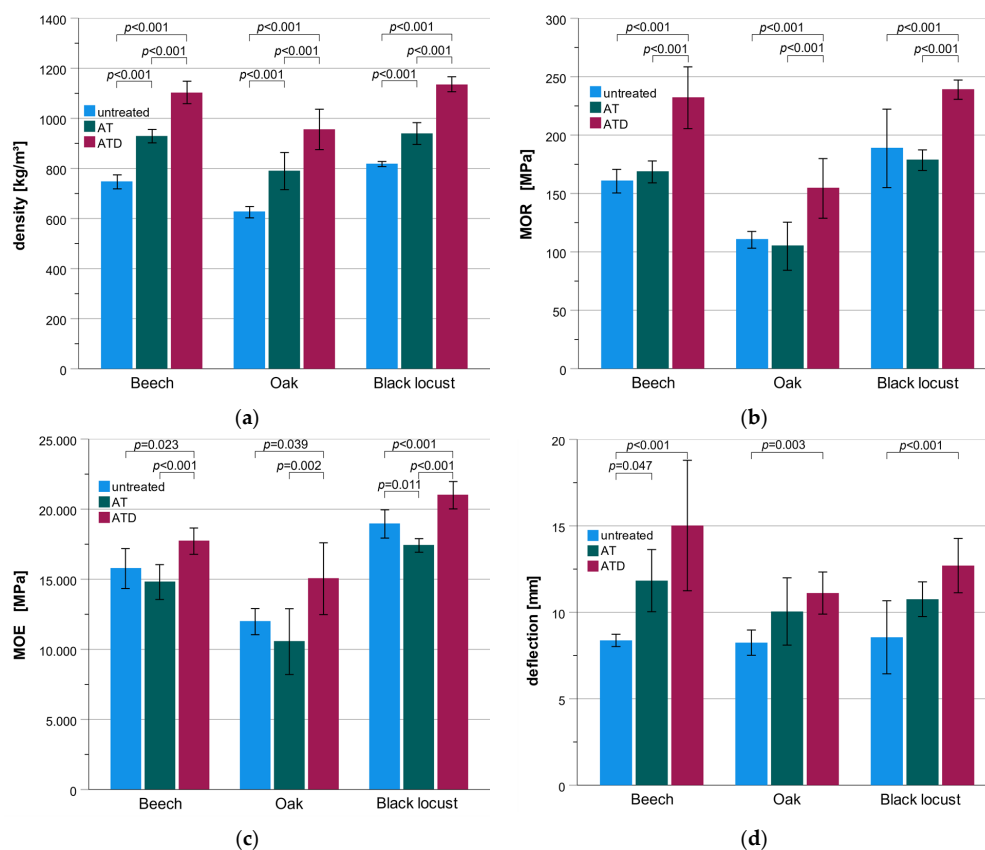 1400
1200
1000
800
600
400
200
0
density [kg/m³]
p<0.001
p<0.001
p<0.001
p<0.001
p<0.001
p<0.001
p<0.001
p<0.001
p<0.001
untreated
AT
ATD
Beech
Oak
Black locust
(a)
300
250
200
150
100
50
0
MOR [MPa]
p<0.001
p<0.001
p<0.001
p<0.001
p<0.001
p<0.001
untreated
AT
ATD
Beech
Oak
Black locust
(b)
25.000
20.000
15.000
10.000
5.000
0
MOE [MPa]
p=0.023
p=0.039
p<0.001
p<0.001
p=0.002
p<0.001
p=0.011
untreated
AT
ATD
Beech
Oak
Black locust
(c)
20
15
10
5
0
deflection [mm]
p<0.001
p=0.003
p<0.001
p=0.047
untreated
AT
ATD
Beech
Oak
Black locust
(d)